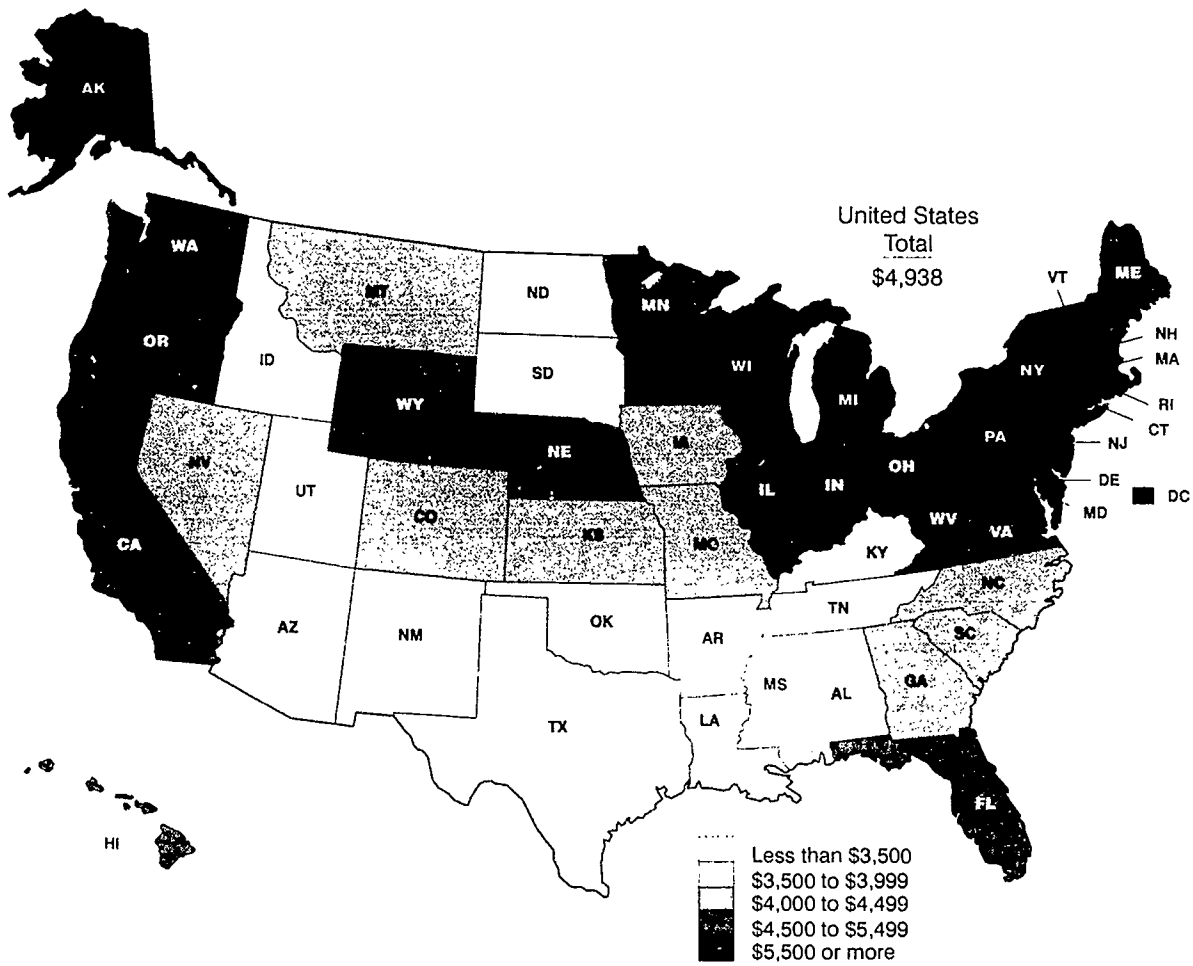 AK
United States
Total
$4,938
WA
MT
ND
MN
VT
ME
OR
ID
SD
WI
NH
MA
WY
MI
NY
RI
CT
NV
IA
NE
PA
NJ
UT
IL
IN
OH
DE
DC
CO
KS
MO
WV
VA
MD
CA
KY
NC
AZ
NM
OK
AR
TN
SC
MS
AL
GA
TX
LA
FL
HI
Less than $3,500
$3,500 to $3,999
$4,000 to $4,499
$4,500 to $5,499
$5,500 or more